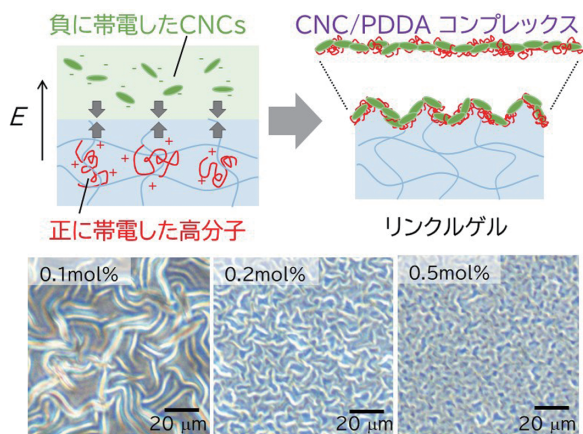 負に帯電したCNCs
CNC/PDDA コンプレックス
E
+
+
+
+
+
+
+
正に帯電した高分子
リンクルゲル
0.1mol%
0.2mol%
0.5mol%
20 μm
20 μm
20 μm